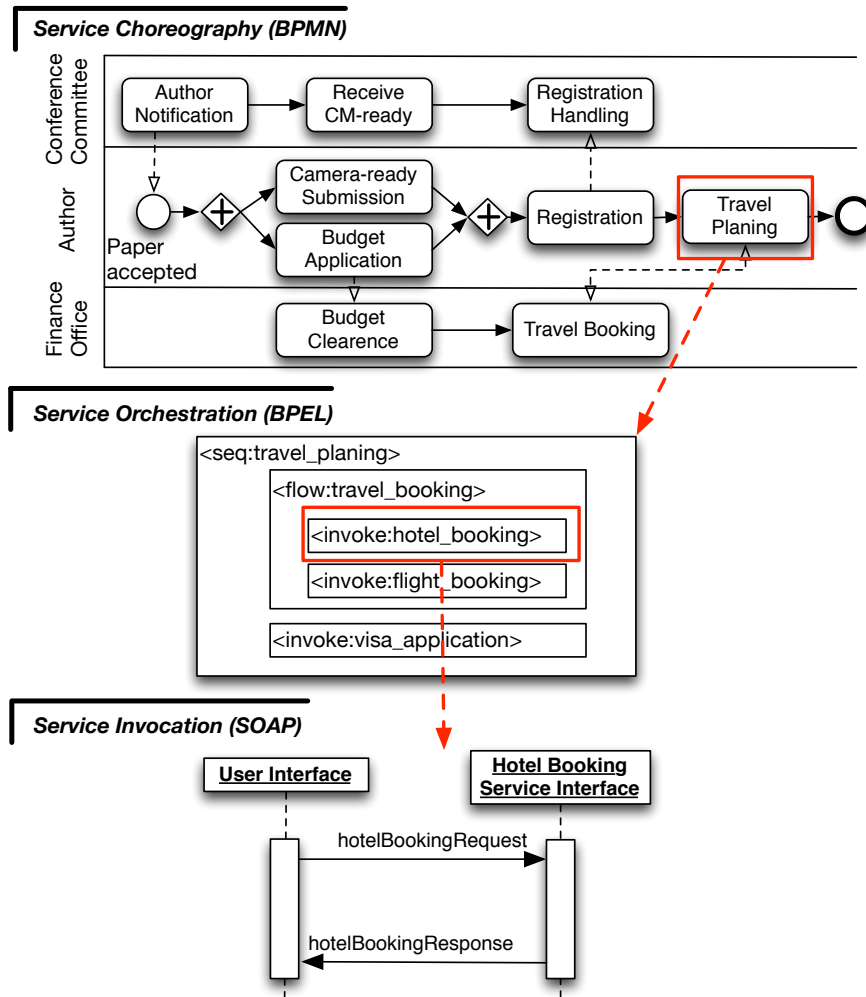 Service Choreography (BPMN)
Conference
Committee
Author
Notification
Receive
CM-ready
Registration
Handling
Author
Paper
accepted
Camera-ready
Submission
Budget
Application
Registration
Travel
Planing
Finance
Office
Budget
Clearence
Travel Booking
Service Orchestration (BPEL)
<seq:travel_planing>
<flow:travel_booking>
<invoke:hotel_booking>
<invoke:flight_booking>
<invoke:visa_application>
Service Invocation (SOAP)
User Interface
Hotel Booking
Service Interface
hotelBookingRequest
hotelBookingResponse